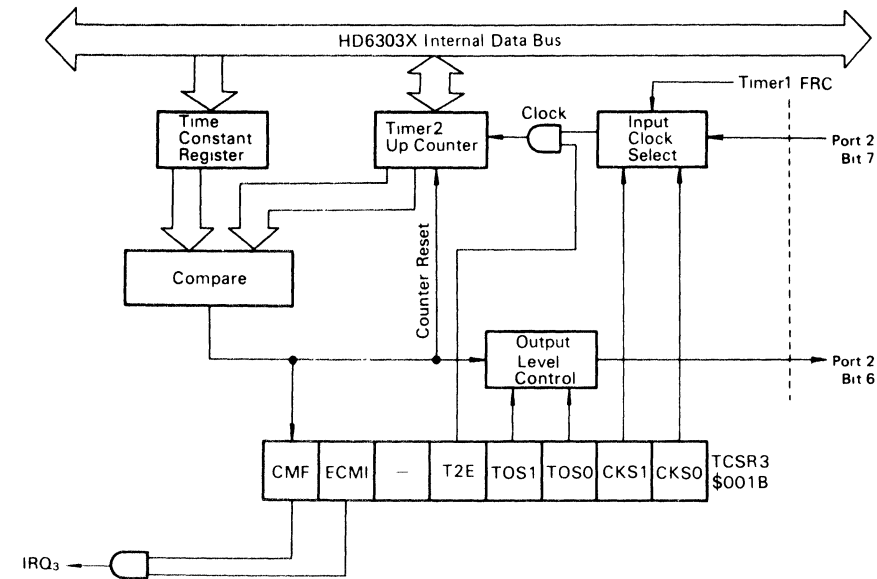 HD6303X Internal Data Bus
Timer1 FRC
Time
Constant
Register
Timer2
Up Counter
Clock
Input
Clock
Select
Port 2
Bit 7
Compare
Counter Reset
Output
Level
Control
Port 2
Bit 6
CMF ECMI – T2E TOS1 TOS0 CKS1 CKS0
TCSR3
$001B
IRQ₃